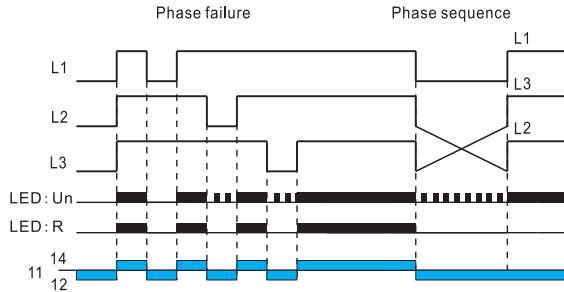 Phase failure Phase sequence
L1 L1
L3
L2
L2
L3
LED: Un
LED: R
14
11
12